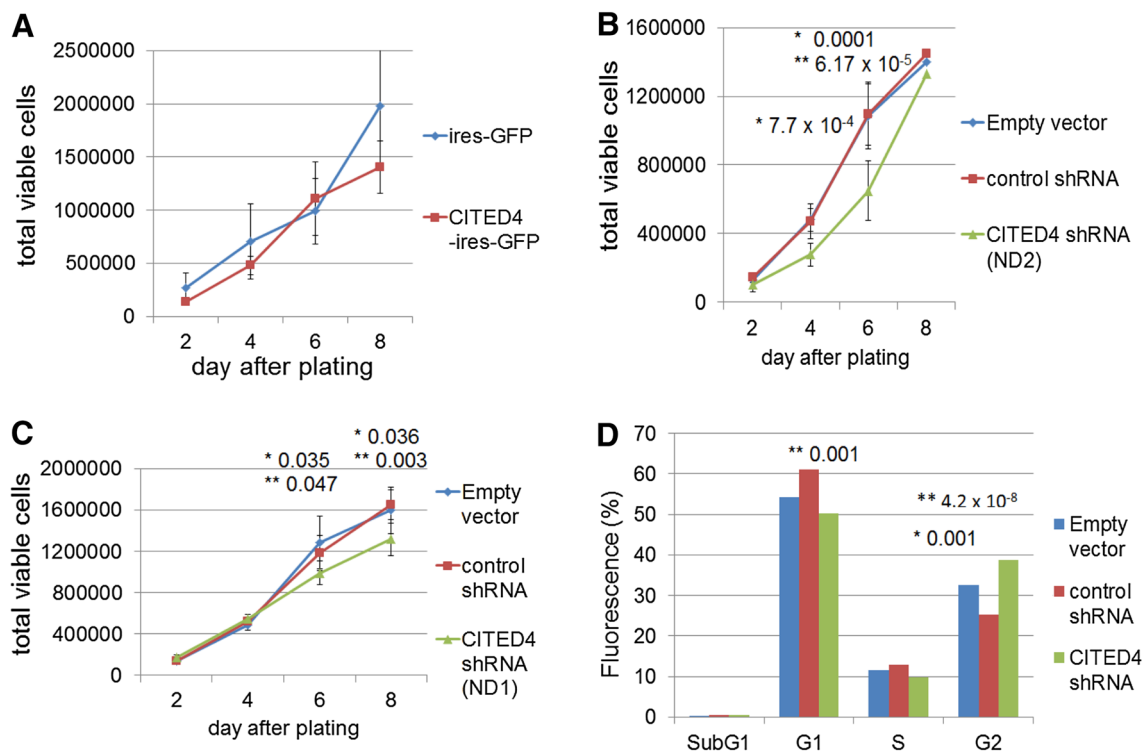 A
2500000
2000000
1500000
1000000
500000
0
total viable cells
2
4
6
8
day after plating
ires-GFP
CITED4
-ires-GFP
B
1600000
1200000
800000
400000
0
total viable cells
* 0.0001
** 6.17 x 10-5
* 7.7 x 10-4
2
4
6
8
day after plating
Empty vector
control shRNA
CITED4 shRNA
(ND2)
C
2000000
1600000
1200000
800000
400000
0
total viable cells
* 0.035
** 0.047
* 0.036
** 0.003
2
4
6
8
day after plating
Empty
vector
control
shRNA
CITED4
shRNA
(ND1)
D
70
60
50
40
30
20
10
0
Fluorescence (%)
** 0.001
** 4.2 x 10-8
* 0.001
SubG1
G1
S
G2
Empty
vector
control
shRNA
CITED4
shRNA